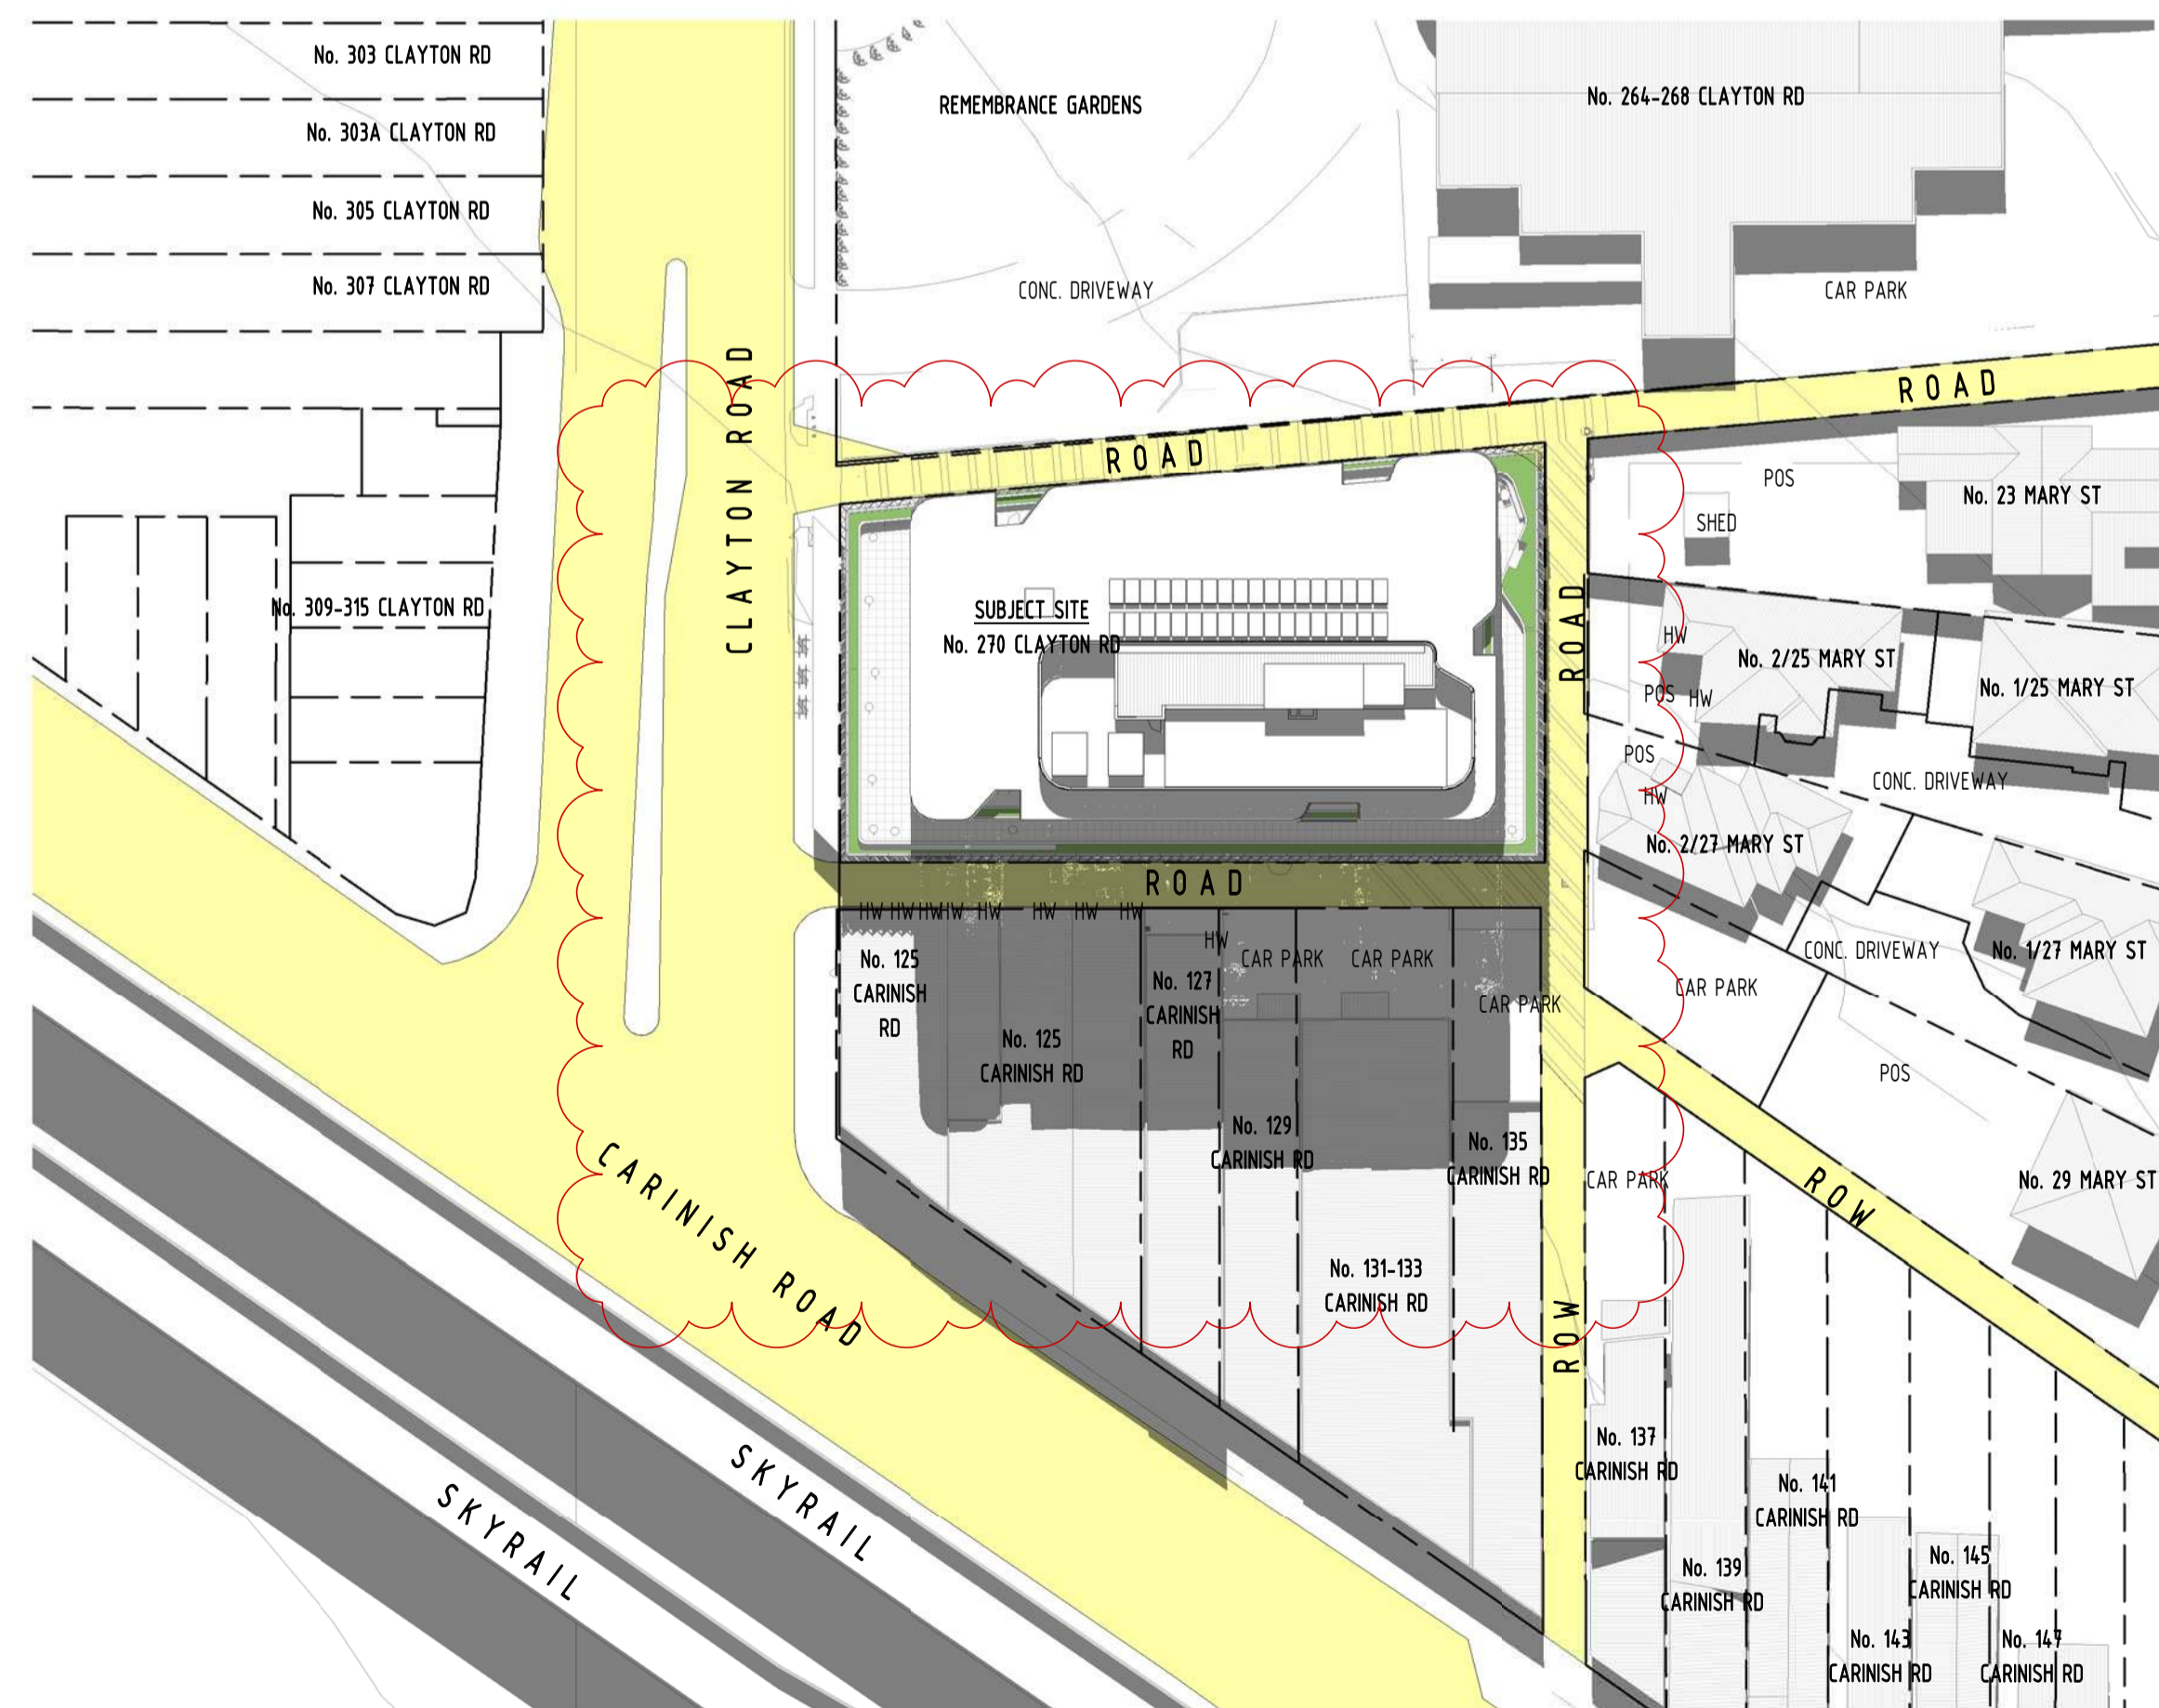 No. 303 CLAYTON RD
No. 303A CLAYTON RD
No. 305 CLAYTON RD
No. 307 CLAYTON RD
No. 309-315 CLAYTON RD
CLAYTON ROAD
REMEMBRANCE GARDENS
CONC. DRIVEWAY
No. 264-268 CLAYTON RD
CAR PARK
ROAD
ROAD
SUBJECT SITE
No. 270 CLAYTON RD
ROAD
POS
SHED
No. 23 MARY ST
HW
No. 2/25 MARY ST
POS
HW
No. 1/25 MARY ST
POS
CONC. DRIVEWAY
HW
No. 2/27 MARY ST
ROAD
HW
HW
HW
HW
HW
HW
HW
HW
HW
No. 125
CARINISH
RD
No. 125
CARINISH RD
No. 127
CARINISH
RD
CAR PARK
CAR PARK
CAR PARK
No. 129
CARINISH RD
No. 135
CARINISH RD
No. 131-133
CARINISH RD
CAR PARK
CONC. DRIVEWAY
No. 1/27 MARY ST
POS
CAR PARK
ROW
No. 29 MARY ST
ROW
CARINISH ROAD
SKYRAIL
SKYRAIL
No. 137
CARINISH RD
No. 139
CARINISH RD
No. 141
CARINISH RD
No. 143
CARINISH RD
No. 145
CARINISH RD
No. 147
CARINISH RD